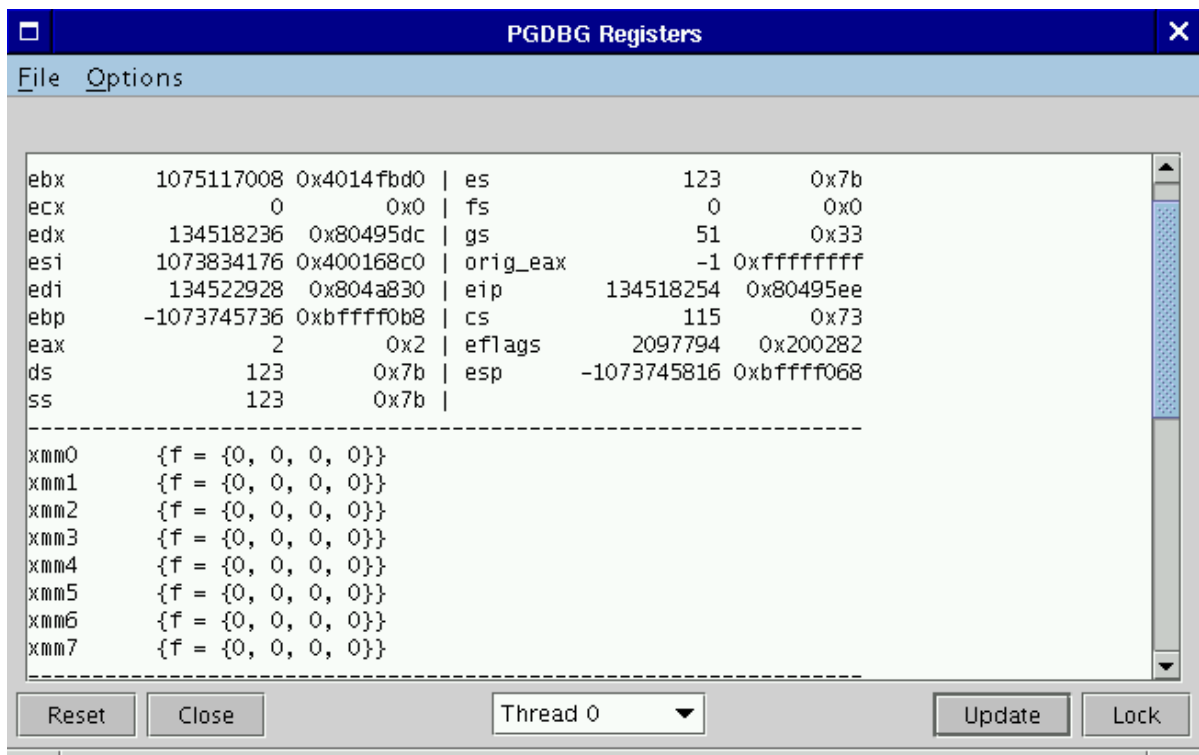 PGDBG Registers
File Options
ebx 1075117008 0x4014fbd0 | es 123 0x7b
ecx 0 0x0 | fs 0 0x0
edx 134518236 0x80495dc | gs 51 0x33
esi 1073834176 0x400168c0 | orig_eax -1 0xffffffff
edi 134522928 0x804a830 | eip 134518254 0x80495ee
ebp -1073745736 0xbffff0b8 | cs 115 0x73
eax 2 0x2 | eflags 2097794 0x200282
ds 123 0x7b | esp -1073745816 0xbffff068
ss 123 0x7b |
--------------------------------------------------------------
xmm0 {f = {0, 0, 0, 0}}
xmm1 {f = {0, 0, 0, 0}}
xmm2 {f = {0, 0, 0, 0}}
xmm3 {f = {0, 0, 0, 0}}
xmm4 {f = {0, 0, 0, 0}}
xmm5 {f = {0, 0, 0, 0}}
xmm6 {f = {0, 0, 0, 0}}
xmm7 {f = {0, 0, 0, 0}}
--------------------------------------------------------------
Reset Close Thread 0 Update Lock